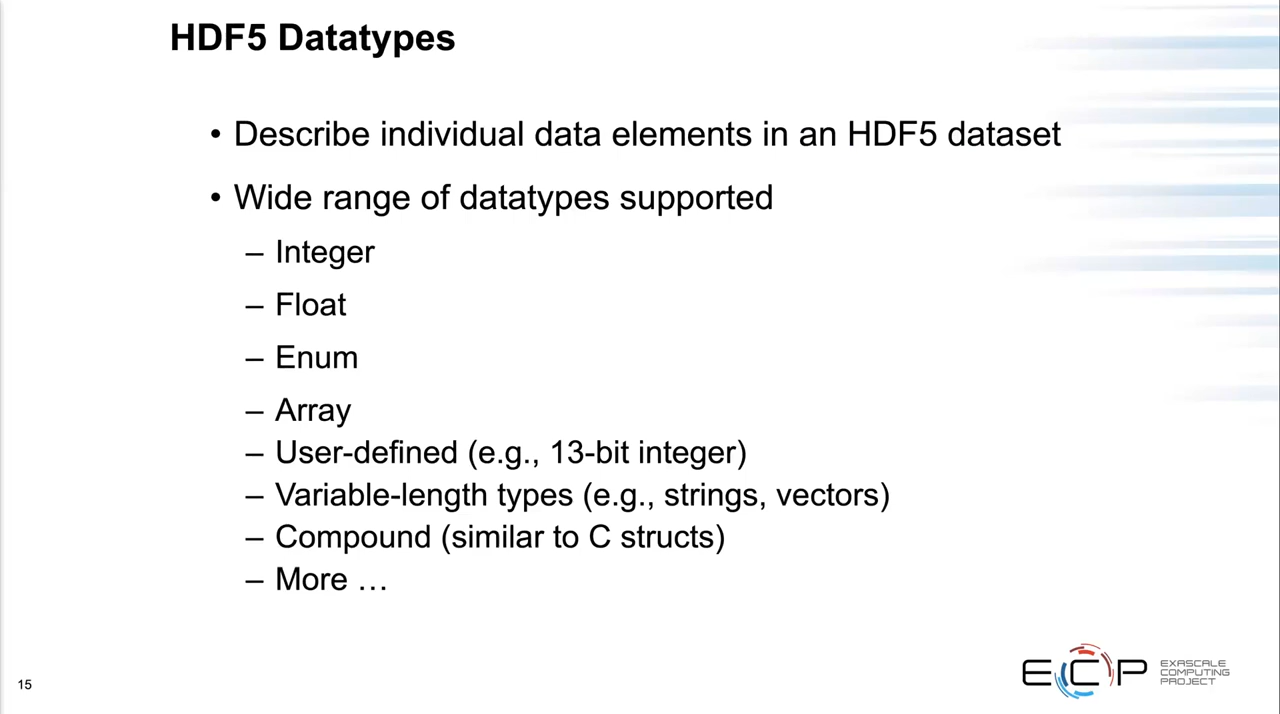 HDF5 Datatypes
• Describe individual data elements in an HDF5 dataset
• Wide range of datatypes supported
– Integer
– Float
– Enum
– Array
– User-defined (e.g., 13-bit integer)
– Variable-length types (e.g., strings, vectors)
– Compound (similar to C structs)
– More …
15
ECP
EXASCALE
COMPUTING
PROJECT